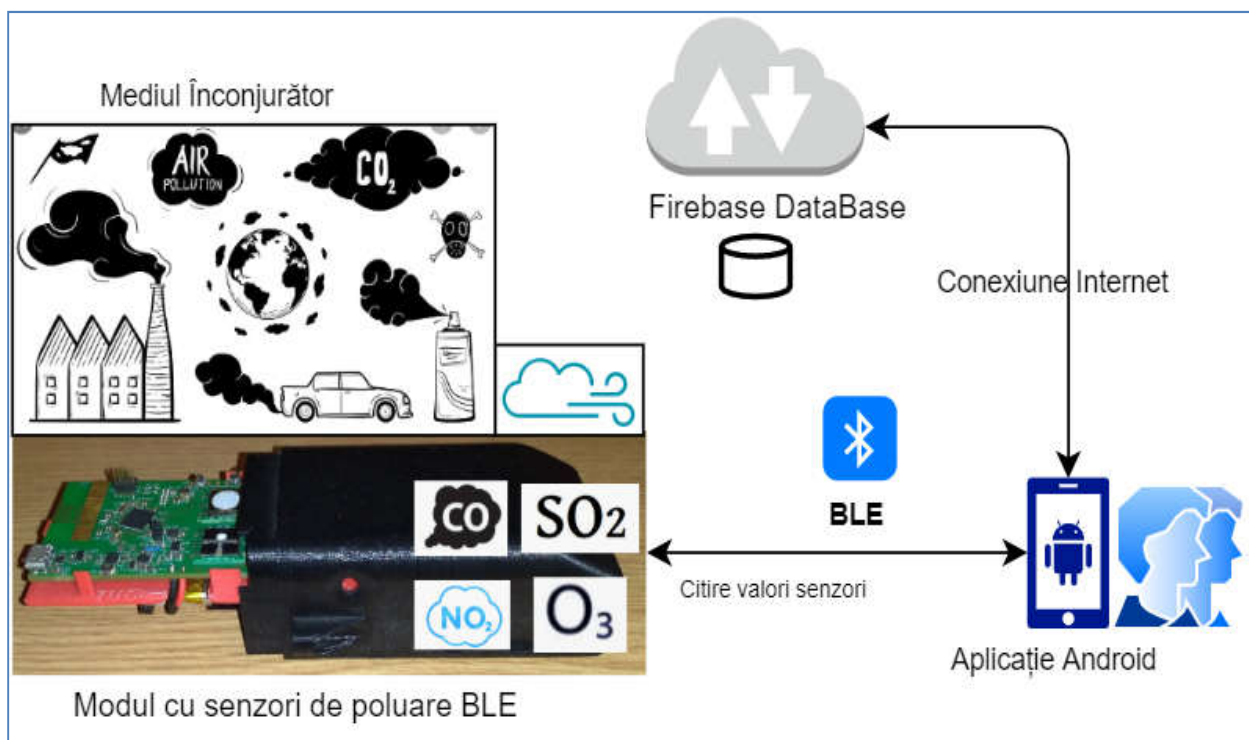 Mediul Înconjurător
AIR
POLLUTION
CO2
Firebase DataBase
Conexiune Internet
BLE
CO
SO2
NO2
O3
Citire valori senzori
Aplicație Android
Modul cu senzori de poluare BLE